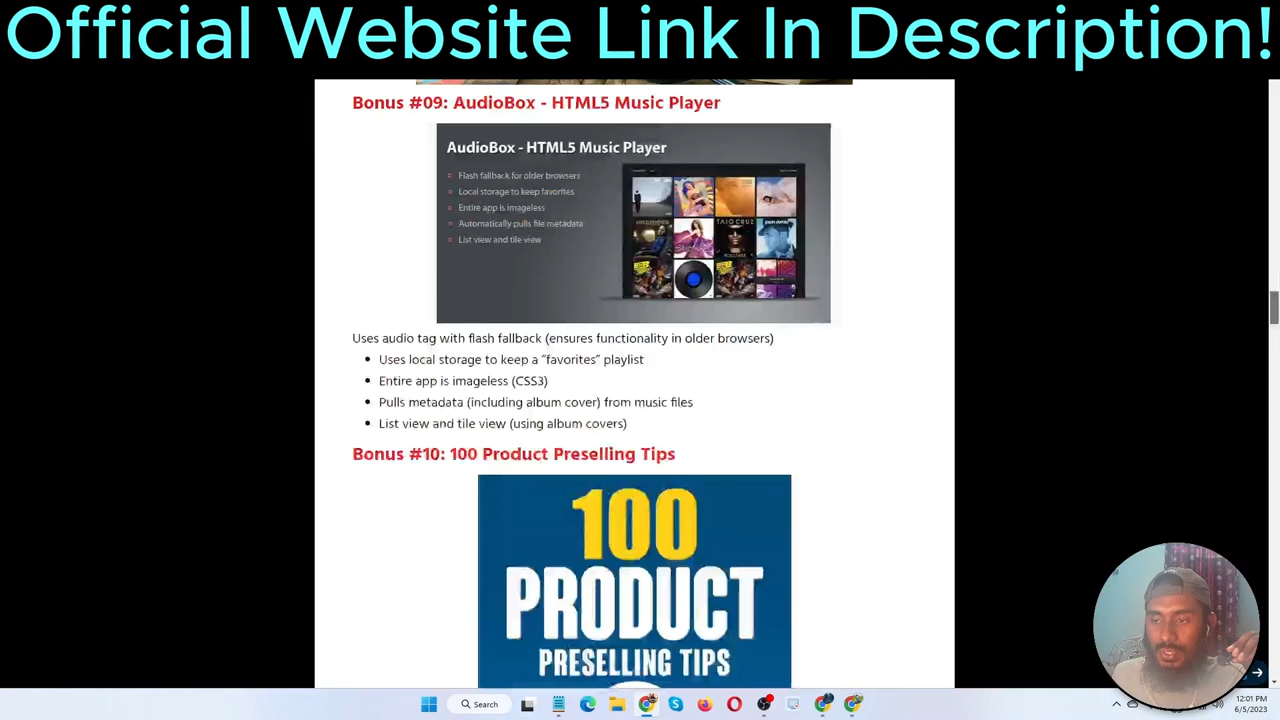 Official Website Link In Description!
Bonus #09: AudioBox - HTML5 Music Player
AudioBox - HTML5 Music Player
Flash fallback for older browsers
Local storage to keep favorites
Entire app is imageless
Automatically pulls file metadata
List view and tile view
TAIO CRUZ
Uses audio tag with flash fallback (ensures functionality in older browsers)
• Uses local storage to keep a “favorites” playlist
• Entire app is imageless (CSS3)
• Pulls metadata (including album cover) from music files
• List view and tile view (using album covers)
Bonus #10: 100 Product Preselling Tips
100
PRODUCT
PRESELLING TIPS
Search
12:01 PM
6/5/2023